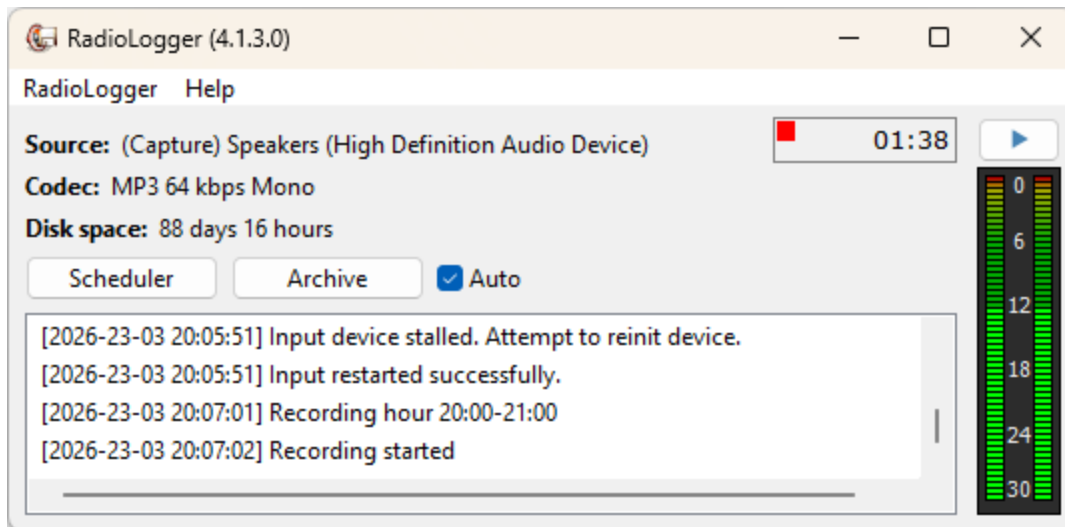 RadioLogger (4.1.3.0)
RadioLogger Help
Source: (Capture) Speakers (High Definition Audio Device)
01:38
Codec: MP3 64 kbps Mono
Disk space: 88 days 16 hours
Scheduler Archive Auto
[2026-23-03 20:05:51] Input device stalled. Attempt to reinit device.
[2026-23-03 20:05:51] Input restarted successfully.
[2026-23-03 20:07:01] Recording hour 20:00-21:00
[2026-23-03 20:07:02] Recording started
0
6
12
18
24
30